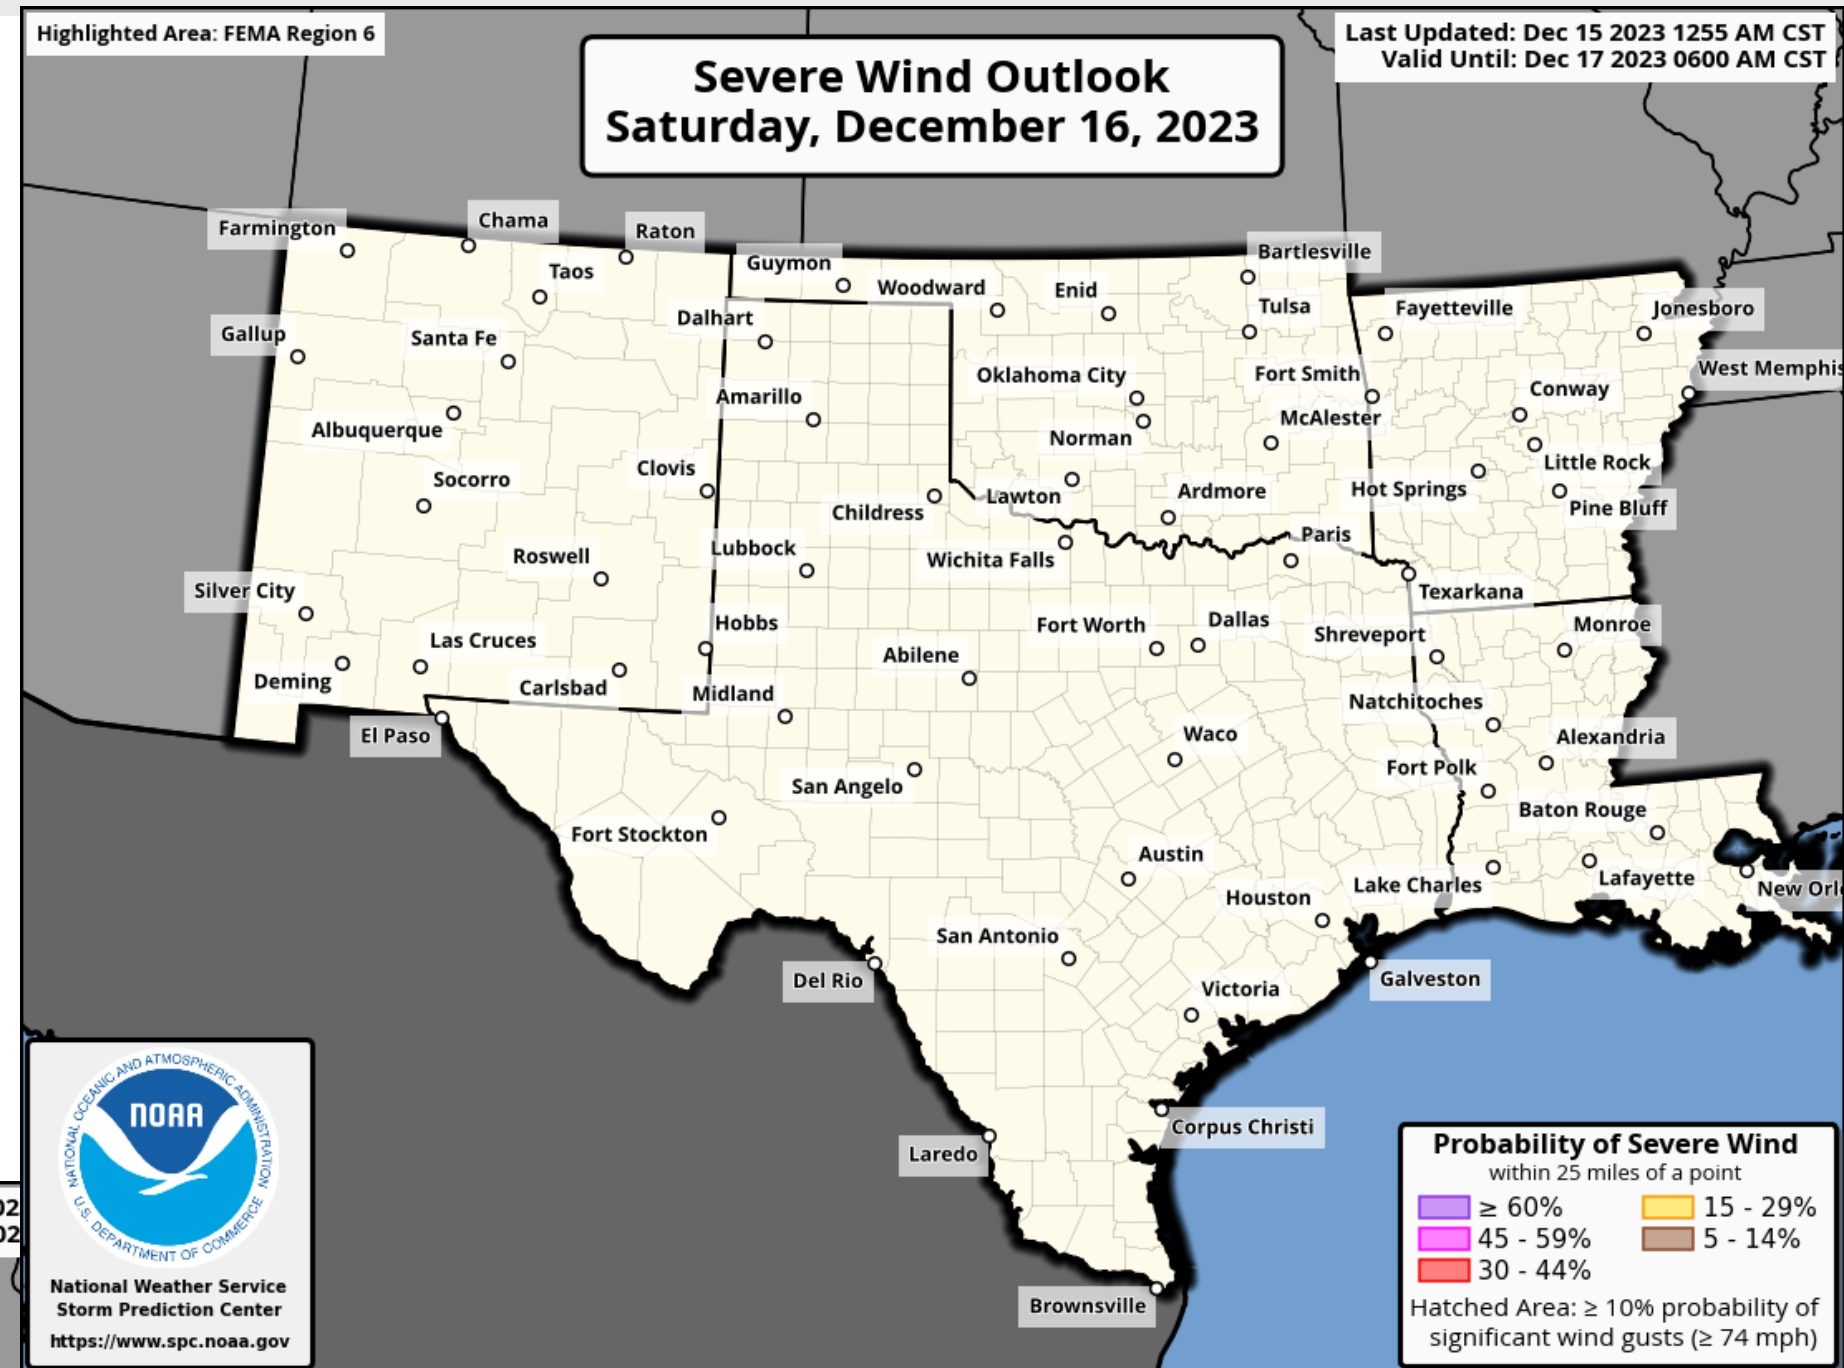 Highlighted Area: FEMA Region 6
Severe Wind Outlook
Saturday, December 16, 2023
Last Updated: Dec 15 2023 1255 AM CST
Valid Until: Dec 17 2023 0600 AM CST
Farmington
Chama
Raton
Taos
Guymon
Woodward
Enid
Bartlesville
Tulsa
Fayetteville
Jonesboro
Gallup
Santa Fe
Dalhart
West Memphis
Albuquerque
Amarillo
Oklahoma City
Fort Smith
Conway
McAlester
Norman
Socorro
Clovis
Little Rock
Childress
Lawton
Ardmore
Hot Springs
Pine Bluff
Roswell
Lubbock
Wichita Falls
Paris
Silver City
Texarkana
Las Cruces
Hobbs
Fort Worth
Dallas
Shreveport
Monroe
Deming
Carlsbad
Midland
Abilene
Natchitoches
El Paso
Waco
Alexandria
San Angelo
Fort Polk
Fort Stockton
Baton Rouge
Austin
Houston
Lake Charles
Lafayette
New Orl
San Antonio
Del Rio
Victoria
Galveston
Corpus Christi
Laredo
Brownsville
NATIONAL OCEANIC AND ATMOSPHERIC ADMINISTRATION
NOAA
U.S. DEPARTMENT OF COMMERCE
National Weather Service
Storm Prediction Center
https://www.spc.noaa.gov
Probability of Severe Wind
within 25 miles of a point
≥ 60% 15 - 29%
45 - 59% 5 - 14%
30 - 44%
Hatched Area: ≥ 10% probability of
significant wind gusts (≥ 74 mph)
02
02